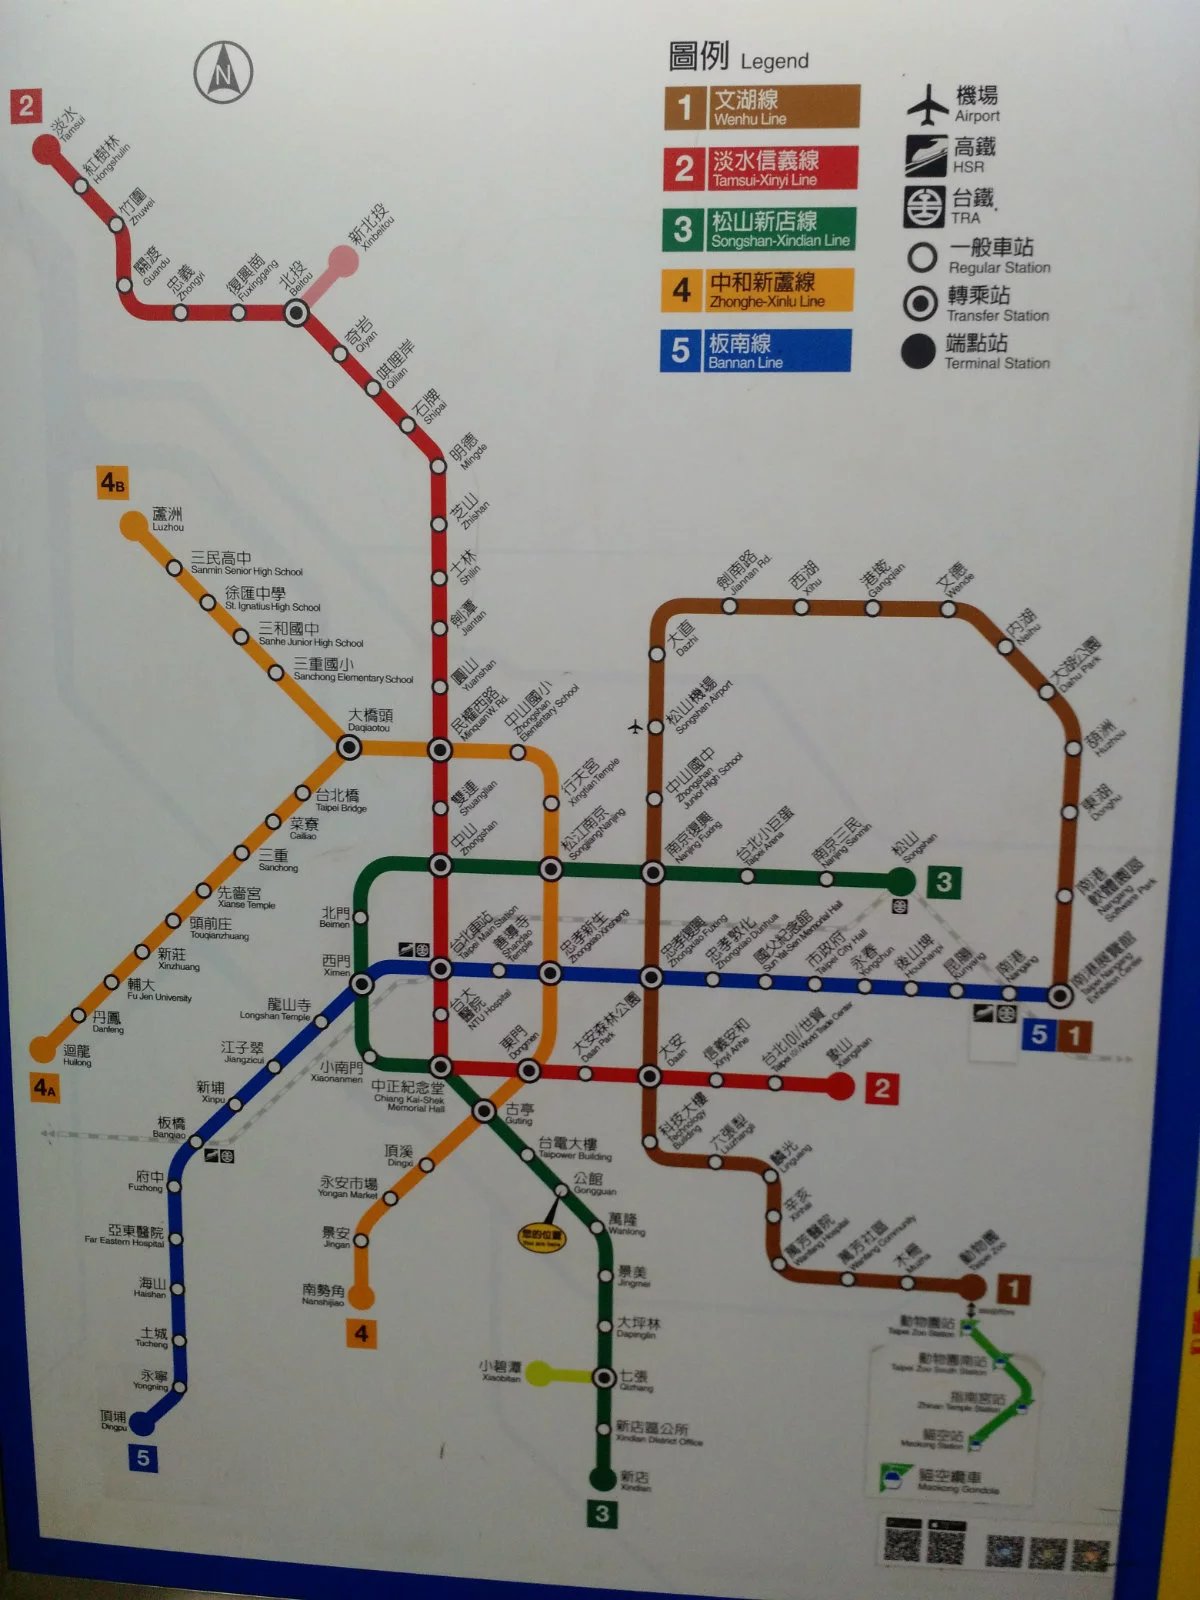 圖例 Legend
1 文湖線
Wenhu Line
2 淡水信義線
Tamsui-Xinyi Line
3 松山新店線
Songshan-Xindian Line
4 中和新蘆線
Zhonghe-Xinlu Line
5 板南線
Bannan Line
機場
Airport
高鐵
HSR
台鐵
TRA
一般車站
Regular Station
轉乘站
Transfer Station
端點站
Terminal Station
N
2
淡水
Tamsui
紅樹林
Hongshulin
竹圍
Zhuwei
關渡
Guandu
忠義
Zhongyi
復興崗
Fuxinggang
北投
Beitou
新北投
Xinbeitou
奇岩
Qiyan
唭哩岸
Qilian
石牌
Shipai
明德
Mingde
芝山
Zhishan
士林
Shilin
劍潭
Jiantan
圓山
Yuanshan
民權西路
Minquan W. Rd.
雙連
Shuanglian
中山
Zhongshan
台北車站
Taipei Main Station
台大
醫院
NTU Hospital
中正紀念堂
Chiang Kai-Shek
Memorial Hall
東門
Dongmen
大安森林公園
Daan Park
大安
Daan
信義安和
Xinyi Anhe
台北101/世貿
Taipei 101/World Trade Center
象山
Xiangshan
2
4B
蘆洲
Luzhou
三民高中
Sanmin Senior High School
徐匯中學
St. Ignatius High School
三和國中
Sanhe Junior High School
三重國小
Sanchong Elementary School
大橋頭
Daqiaotou
台北橋
Taipei Bridge
菜寮
Cailiao
三重
Sanchong
先嗇宮
Xianse Temple
頭前庄
Touqianzhuang
新莊
Xinzhuang
輔大
Fu Jen University
丹鳳
Danfeng
迴龍
Huilong
4A
中山國小
Zhongshan
Elementary School
行天宮
Xingtian Temple
松江南京
Songjiang Nanjing
忠孝新生
Zhongxiao Xinsheng
古亭
Guting
頂溪
Dingxi
永安市場
Yongan Market
景安
Jingan
南勢角
Nanshijiao
4
劍南路
Jiannan Rd.
西湖
Xihu
港墘
Gangqian
文德
Wende
內湖
Neihu
大湖公園
Dahu Park
葫洲
Huzhou
東湖
Donghu
南港
軟體園區
Nangang
Software Park
南港展覽館
Taipei Nangang
Exhibition Center
5 1
大直
Dazhi
松山機場
Songshan Airport
中山國中
Zhongshan
Junior High School
南京復興
Nanjing Fuxing
忠孝復興
Zhongxiao Fuxing
科技大樓
Technology
Building
六張犁
Liuzhangli
麟光
Linguang
辛亥
Xinhai
萬芳醫院
Wanfang Hospital
萬芳社區
Wanfang Community
木柵
Muzha
動物園
Taipei Zoo
1
台北小巨蛋
Taipei Arena
南京三民
Nanjing Sanmin
松山
Songshan
3
北門
Beimen
西門
Ximen
小南門
Xiaonanmen
台電大樓
Taipower Building
公館
Gongguan
您的位置
You are here
萬隆
Wanlong
景美
Jingmei
大坪林
Dapinglin
七張
Qizhang
小碧潭
Xiaobitan
新店區公所
Xindian District Office
新店
Xindian
3
善導寺
Shandao
Temple
忠孝敦化
Zhongxiao Dunhua
國父紀念館
Sun Yat-Sen Memorial Hall
市政府
Taipei City Hall
永春
Yongchun
後山埤
Houshanpi
昆陽
Kunyang
南港
Nangang
龍山寺
Longshan Temple
江子翠
Jiangzicui
新埔
Xinpu
板橋
Banqiao
府中
Fuzhong
亞東醫院
Far Eastern Hospital
海山
Haishan
土城
Tucheng
永寧
Yongning
頂埔
Dingpu
5
動物園站
Taipei Zoo Station
動物園南站
Taipei Zoo South Station
指南宮站
Zhinan Temple Station
貓空站
Maokong Station
貓空纜車
Maokong Gondola